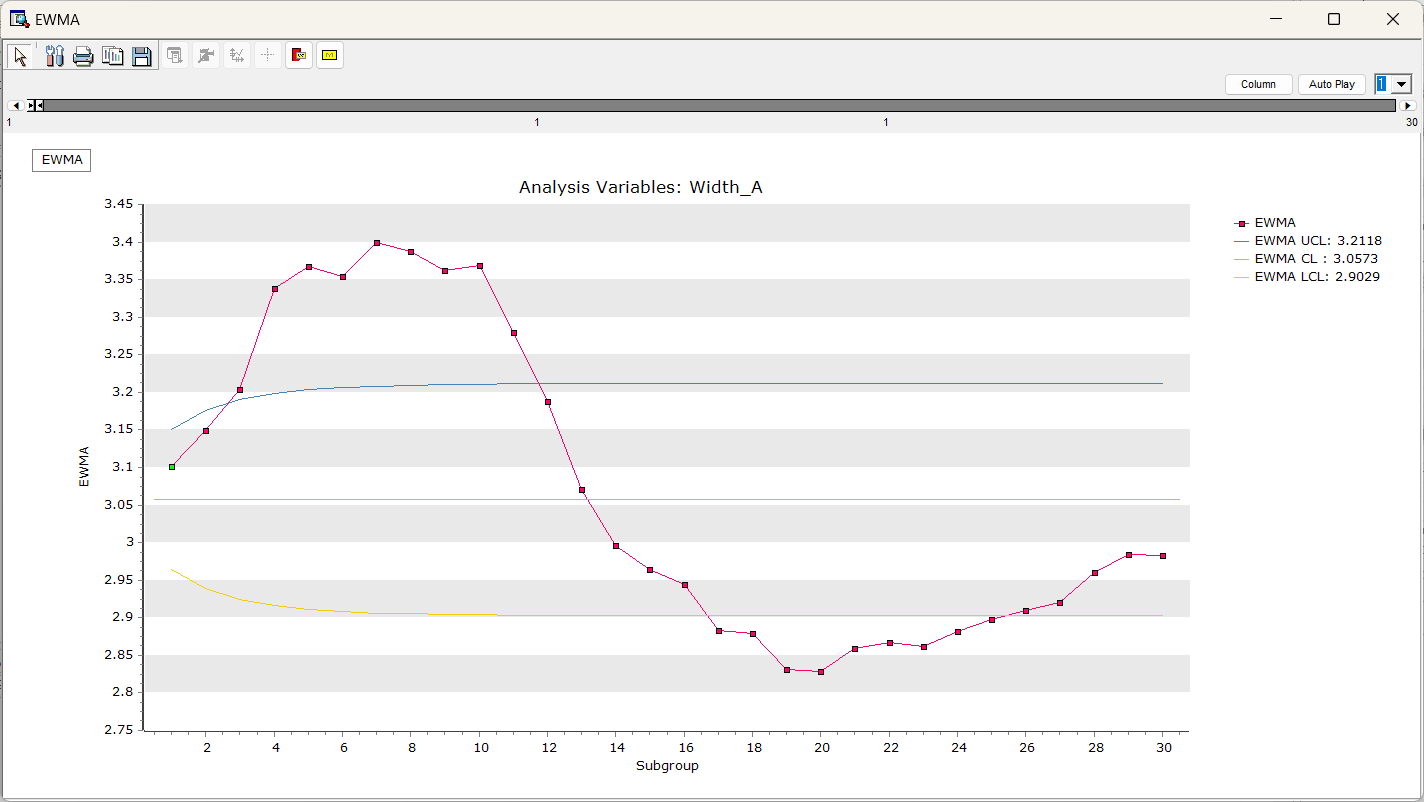 EWMA
Column
Auto Play
1
1
1
1
30
EWMA
Analysis Variables: Width_A
3.45
3.4
3.35
3.3
3.25
3.2
3.15
3.1
3.05
3
2.95
2.9
2.85
2.8
2.75
EWMA
2 4 6 8 10 12 14 16 18 20 22 24 26 28 30
Subgroup
EWMA
EWMA UCL: 3.2118
EWMA CL : 3.0573
EWMA LCL: 2.9029